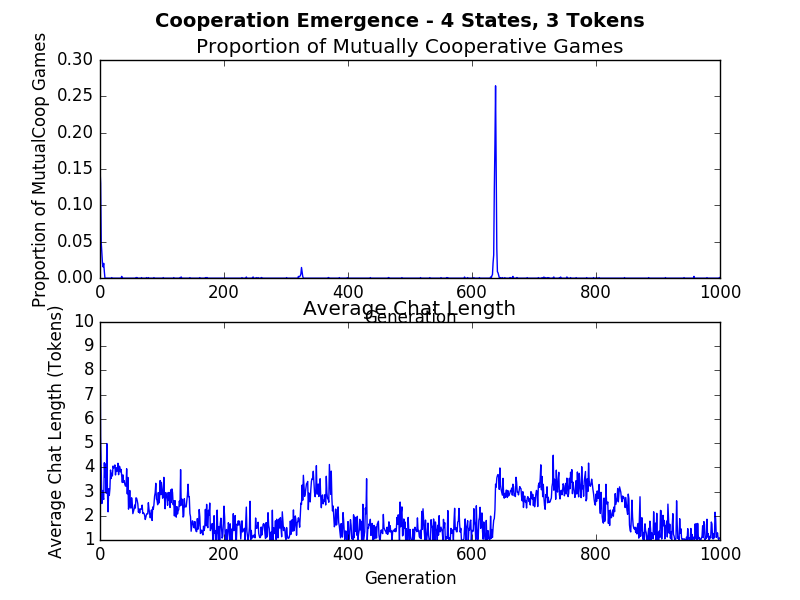 Cooperation Emergence - 4 States, 3 Tokens
Proportion of Mutually Cooperative Games
Proportion of MutualCoop Games
0.30
0.25
0.20
0.15
0.10
0.05
0.00
0 200 400 600 800 1000
Generation
Average Chat Length
Average Chat Length (Tokens)
10
9
8
7
6
5
4
3
2
1
0 200 400 600 800 1000
Generation